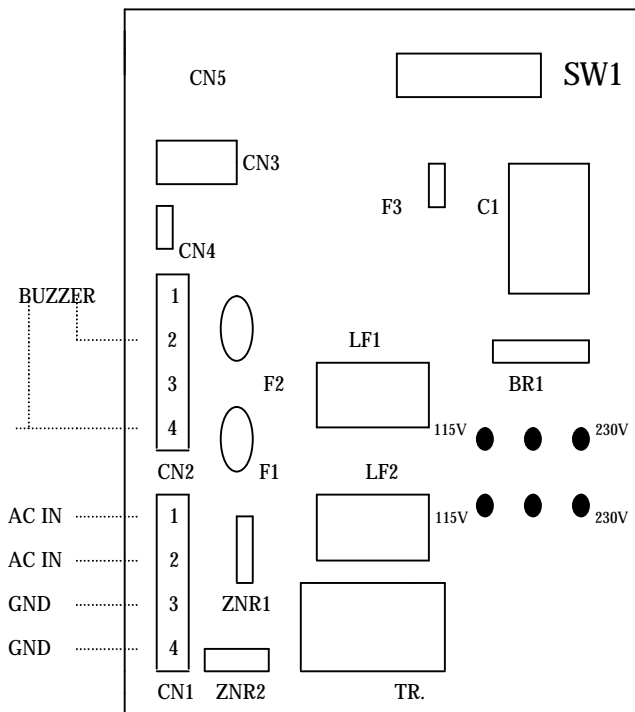 CN5 SW1
CN3
F3 C1
CN4
BUZZER 1
2
LF1
3 F2 BR1
4 115V 230V
CN2 F1 LF2
AC IN 1 115V 230V
AC IN 2
GND 3 ZNR1
GND 4
CN1 ZNR2 TR.